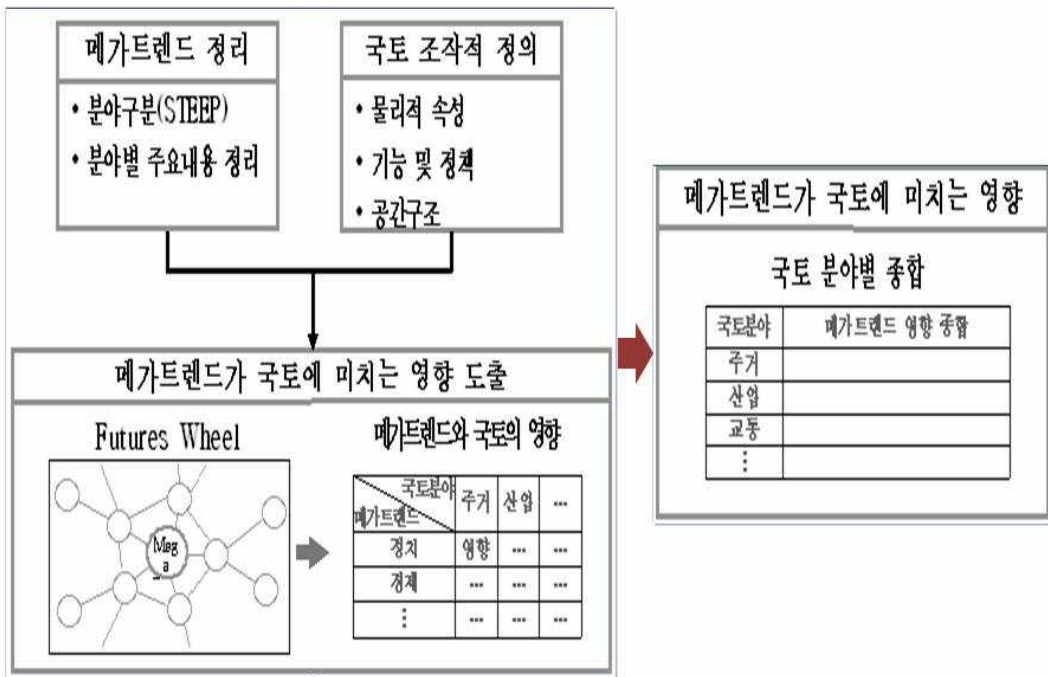 메가트렌드 정리
• 분야구분(STEEP)
• 분야별 주요내용 정리
국토 조작적 정의
• 물리적 속성
• 기능 및 정책
• 공간구조
메가트렌드가 국토에 미치는 영향 도출
Futures Wheel
Meg
a
메가트렌드와 국토의 영향
국토분야 주거 산업 ...
메가트렌드
정치 영향 ... ...
경제 ... ... ...
⋮ ... ... ...
메가트렌드가 국토에 미치는 영향
국토 분야별 종합
국토분야 메가트렌드 영향 종합
주거
산업
교통
⋮